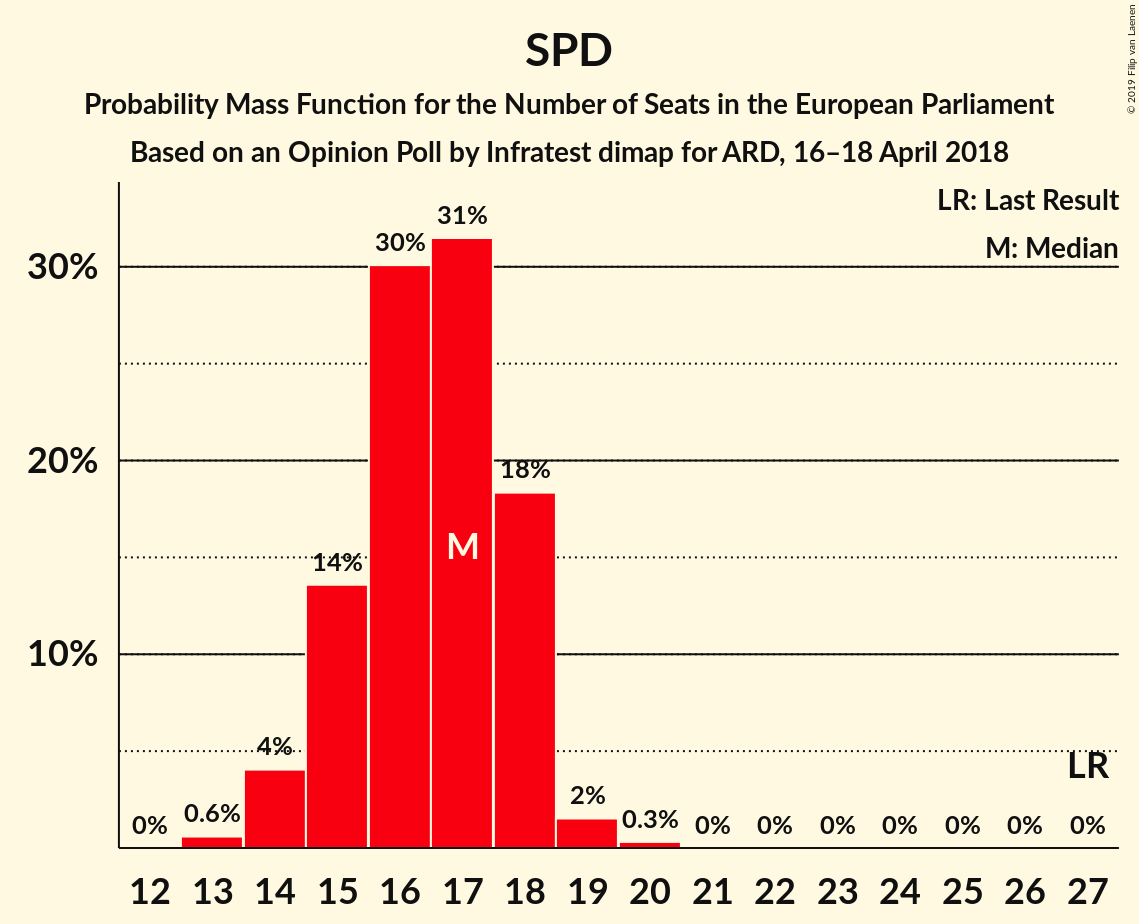 © 2019 Filip van Laenen
SPD
Probability Mass Function for the Number of Seats in the European Parliament
Based on an Opinion Poll by Infratest dimap for ARD, 16–18 April 2018
LR: Last Result
M: Median
30%
20%
10%
0%
0.6%
4%
14%
30%
31%
18%
2%
0.3%
0%
0%
0%
0%
0%
0%
0%
M
LR
12 13 14 15 16 17 18 19 20 21 22 23 24 25 26 27